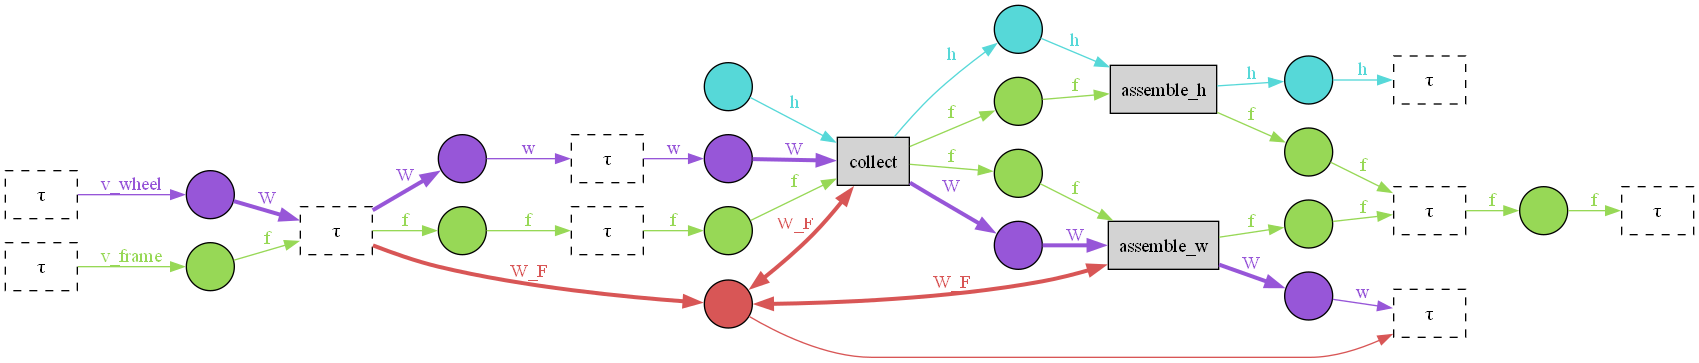 h
h
assemble_h
h
h
τ
h
f
f
f
v_wheel
W
W
w
τ
w
W
collect
f
f
f
τ
f
f
W
τ
v_frame
f
τ
τ
f
f
τ
f
f
W
W
assemble_w
f
f
τ
f
f
τ
W_F
W_F
W_F
W
w
τ